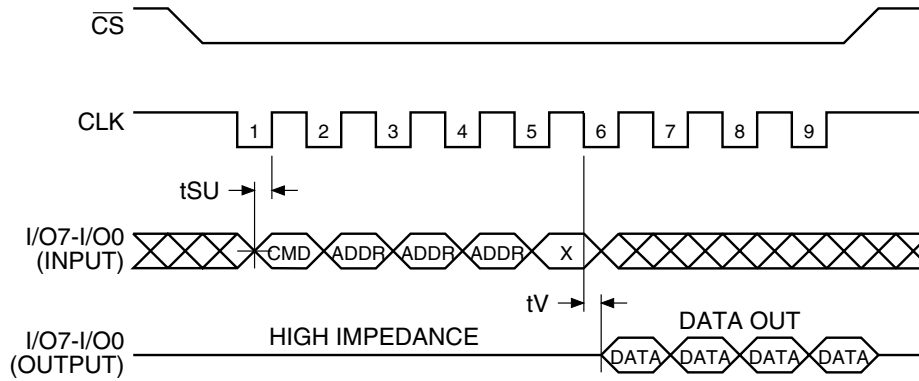 CS
CLK 1 2 3 4 5 6 7 8 9
tSU
I/O7-I/O0
(INPUT)
CMD ADDR ADDR ADDR X
tV
I/O7-I/O0
(OUTPUT)
HIGH IMPEDANCE
DATA OUT
DATA DATA DATA DATA